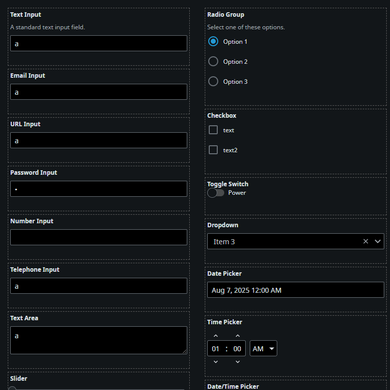 Text Input
A standard text input field.
a
Email Input
a
URL Input
a
Password Input
Number Input
Telephone Input
a
Text Area
a
Slider
Radio Group
Select one of these options.
Option 1
Option 2
Option 3
Checkbox
text
text2
Toggle Switch
Power
Dropdown
Item 3
Date Picker
Aug 7, 2025 12:00 AM
Time Picker
01 : 00 AM
Date/Time Picker